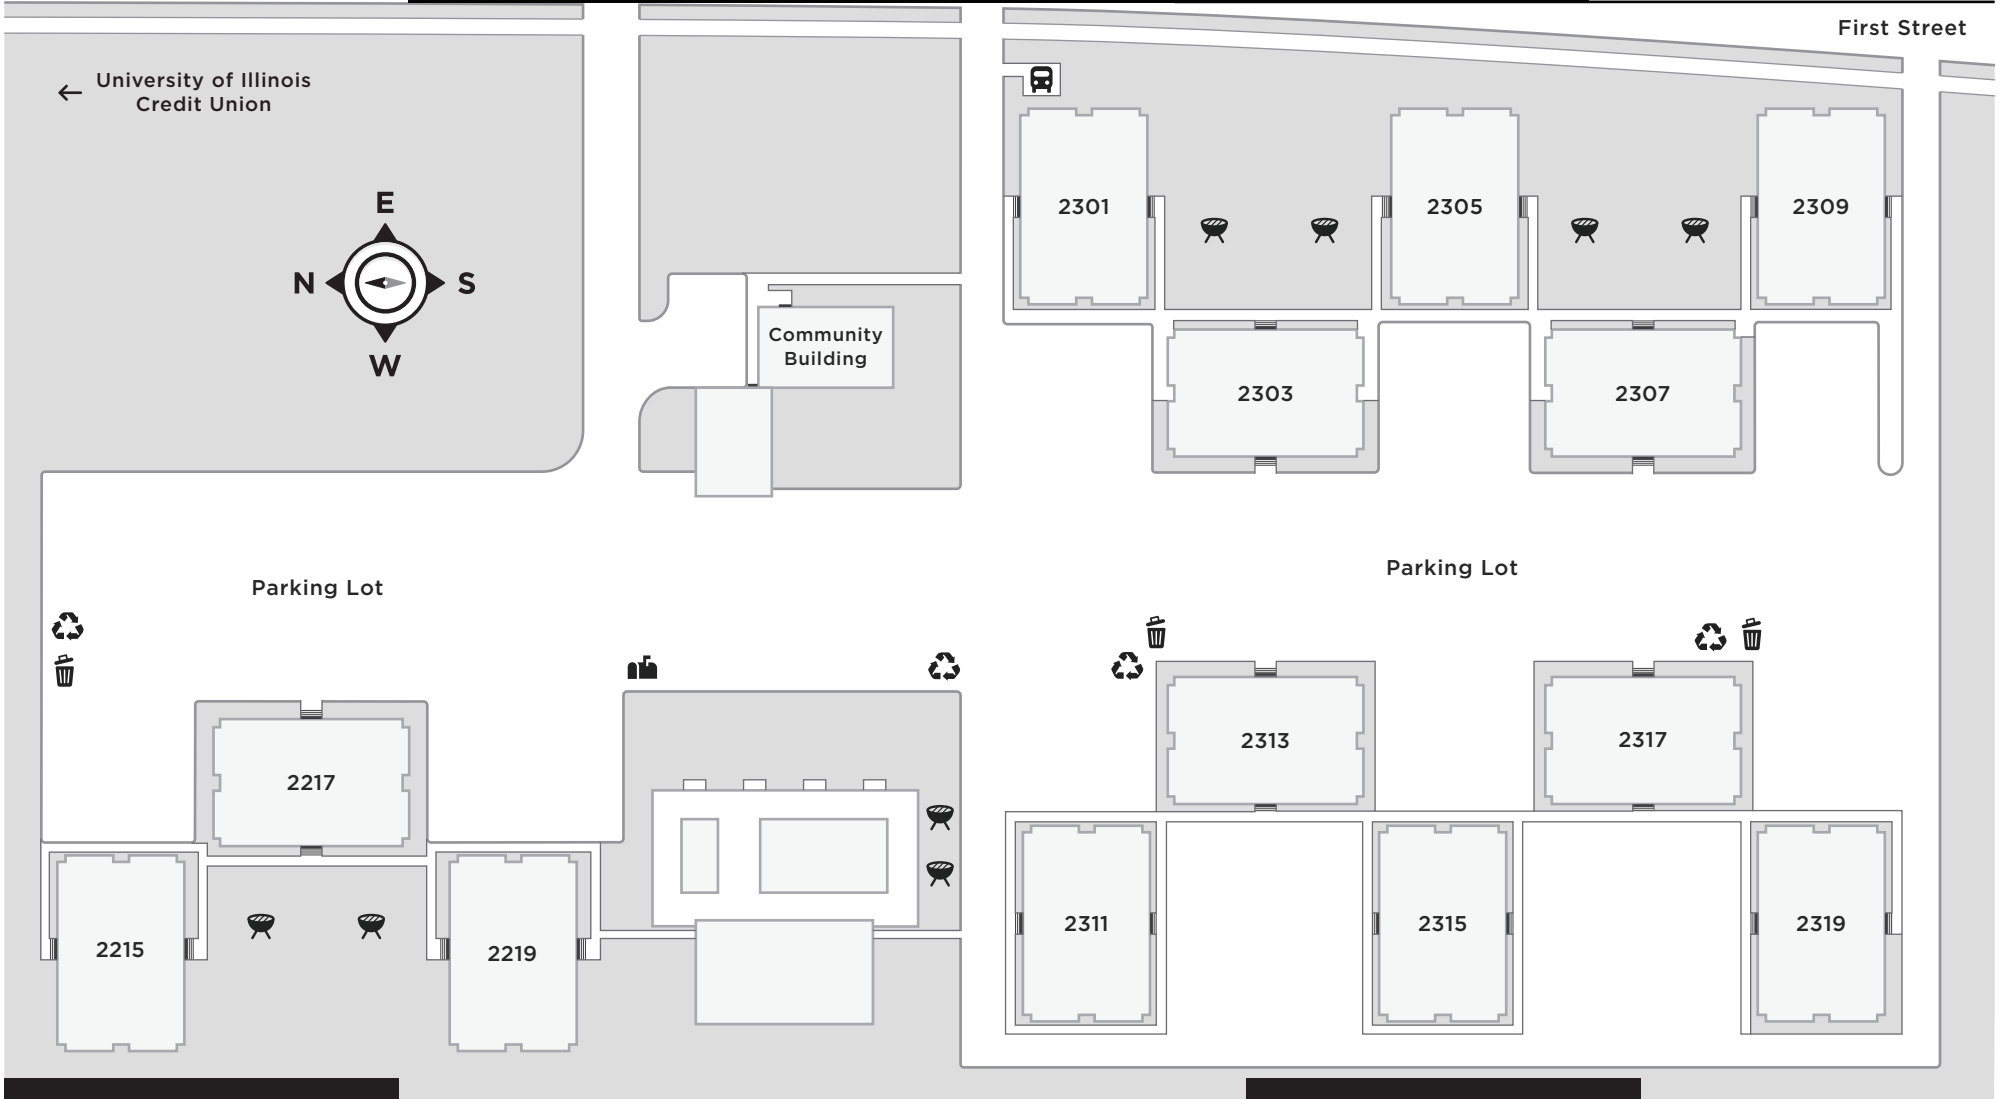 First Street
University of Illinois
Credit Union
E
N
S
W
2301
2305
2309
Community
Building
2303
2307
Parking Lot
Parking Lot
2217
2313
2317
2215
2219
2311
2315
2319